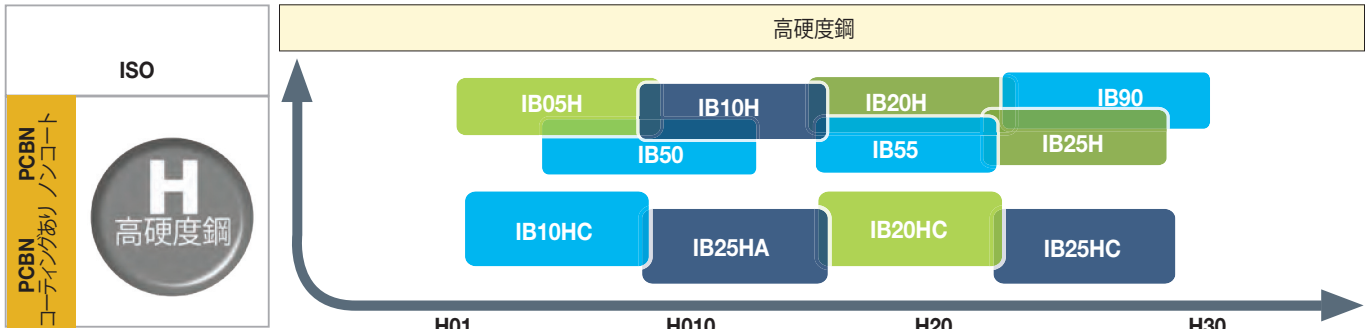 ISO
高硬度鋼
PCBN
ノンコート
PCBN
コーティングあり
H
高硬度鋼
IB05H
IB10H
IB20H
IB90
IB50
IB55
IB25H
IB10HC
IB25HA
IB20HC
IB25HC
H01
H010
H20
H30